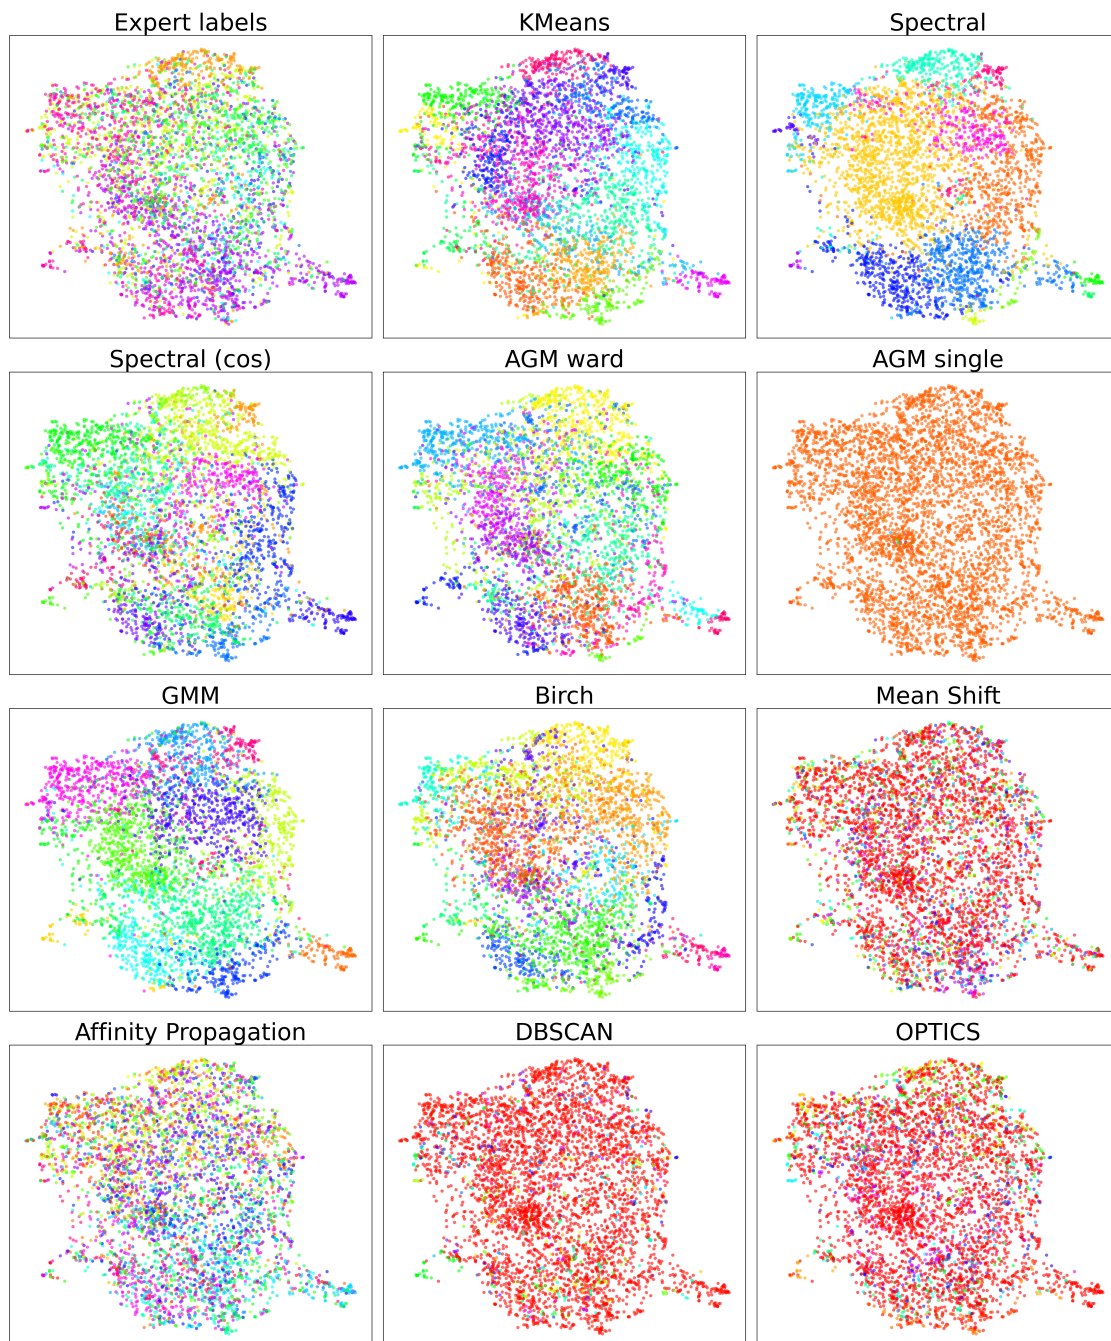 Expert labels
KMeans
Spectral
Spectral (cos)
AGM ward
AGM single
GMM
Birch
Mean Shift
Affinity Propagation
DBSCAN
OPTICS